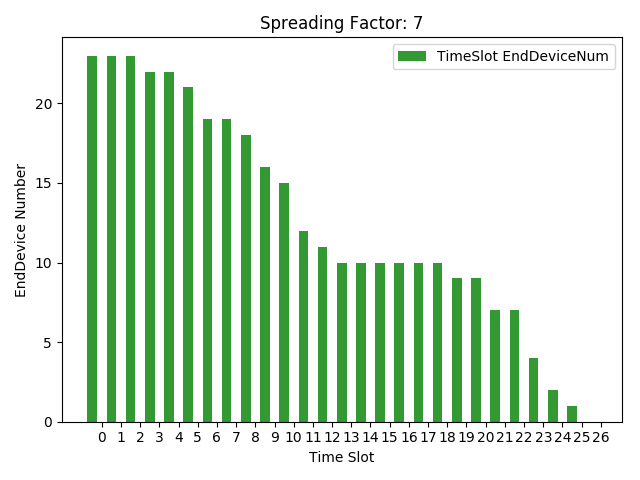 Spreading Factor: 7
TimeSlot EndDeviceNum
EndDevice Number
20
15
10
5
0
0 1 2 3 4 5 6 7 8 9 10 11 12 13 14 15 16 17 18 19 20 21 22 23 24 25 26
Time Slot